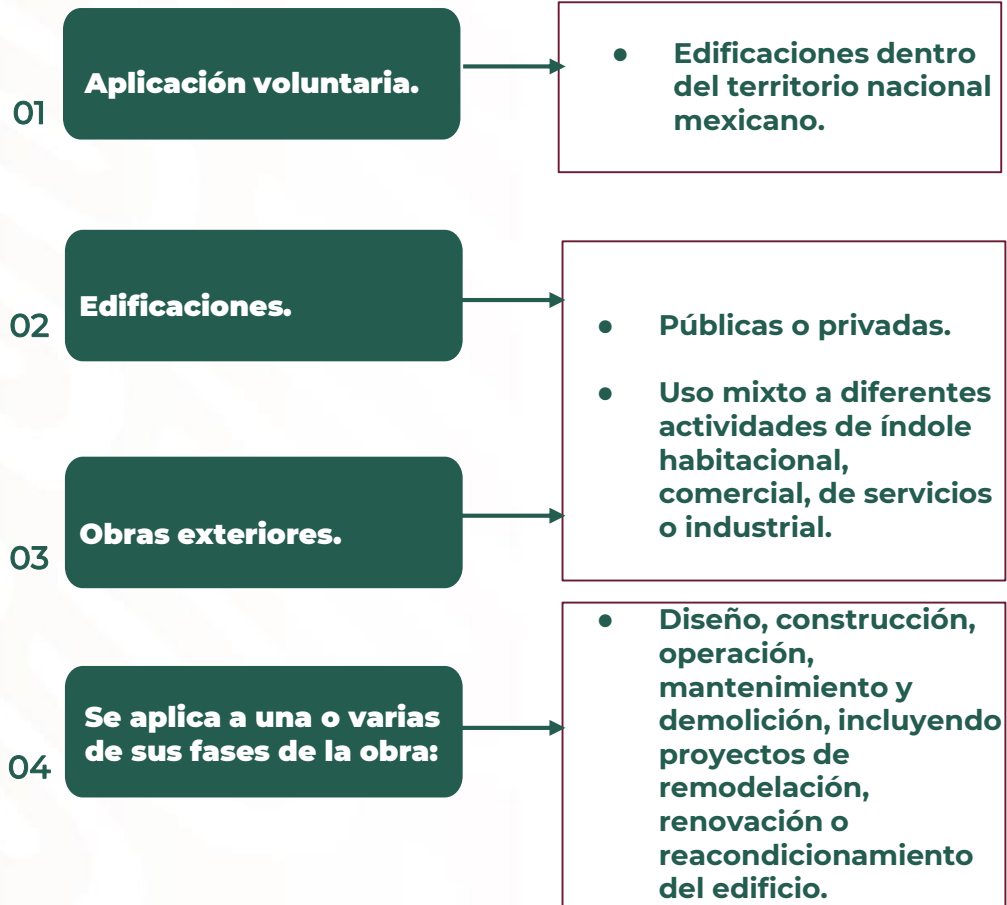 01
Aplicación voluntaria.
● Edificaciones dentro
del territorio nacional
mexicano.
02
Edificaciones.
● Públicas o privadas.
● Uso mixto a diferentes
actividades de índole
habitacional,
comercial, de servicios
o industrial.
03
Obras exteriores.
04
Se aplica a una o varias
de sus fases de la obra:
● Diseño, construcción,
operación,
mantenimiento y
demolición, incluyendo
proyectos de
remodelación,
renovación o
reacondicionamiento
del edificio.